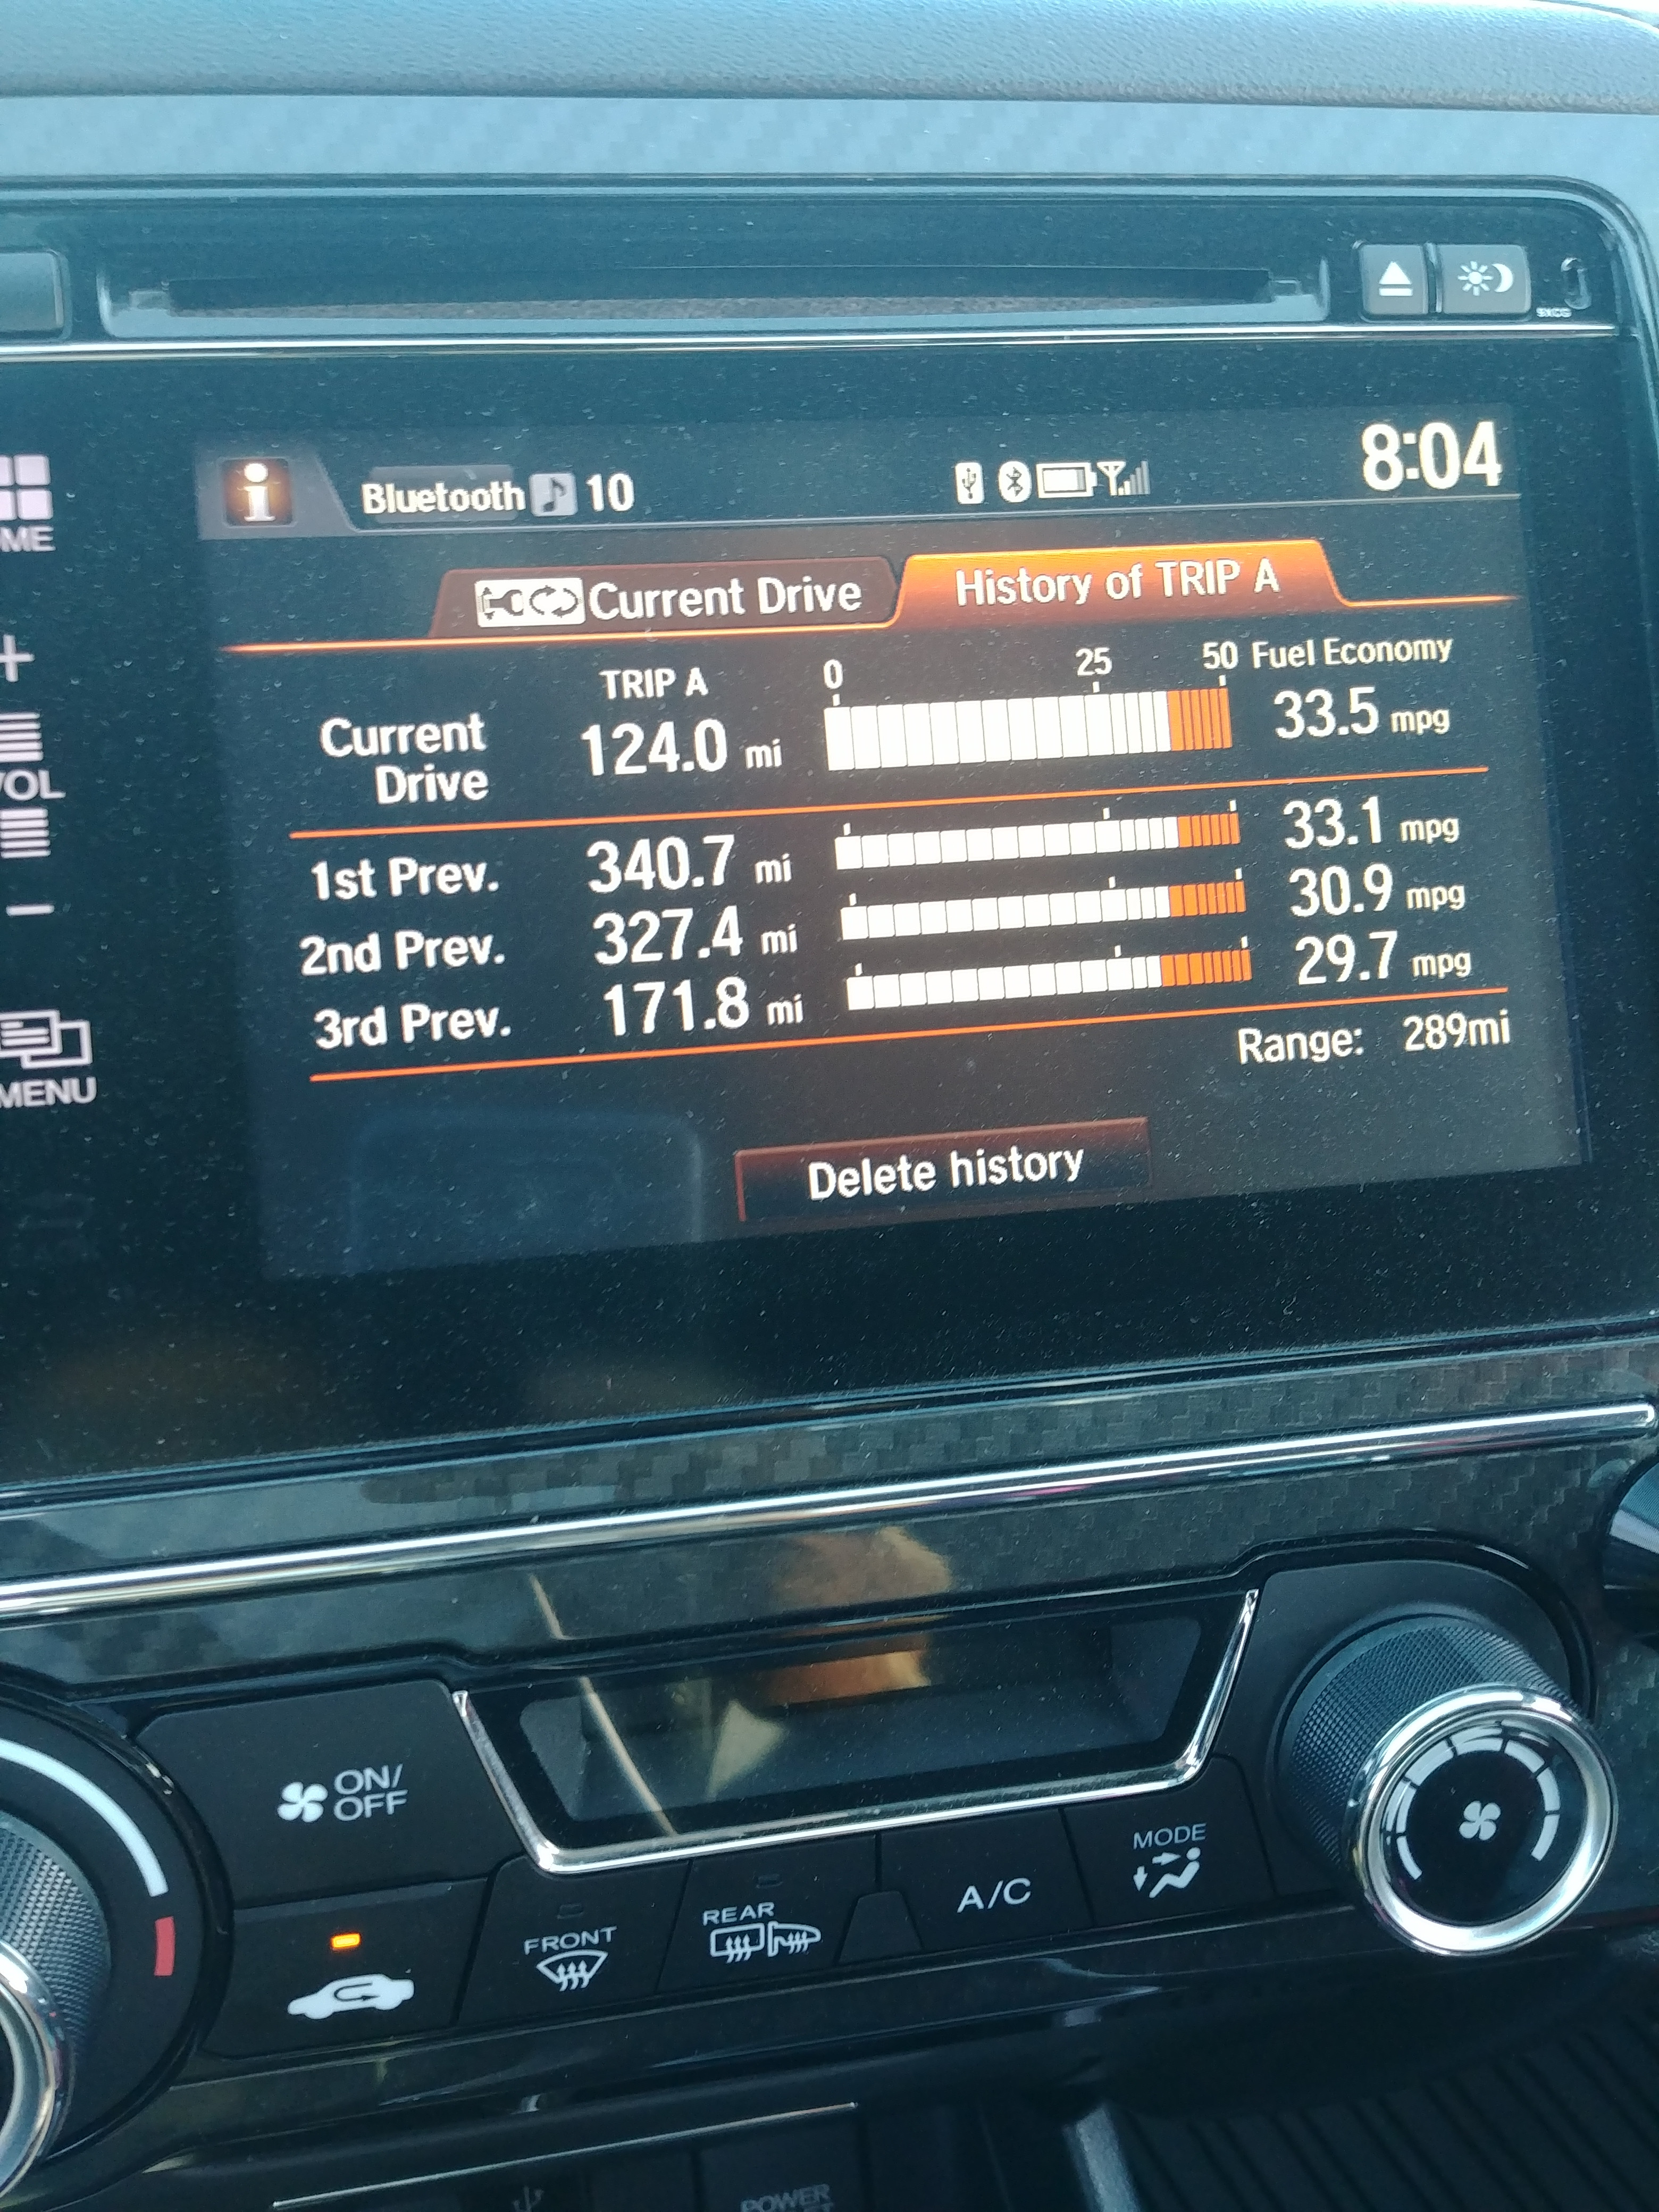 SXCG
Bluetooth 10
8:04
Current Drive
History of TRIP A
TRIP A 0 25 50 Fuel Economy
Current Drive 124.0 mi 33.5 mpg
1st Prev. 340.7 mi 33.1 mpg
2nd Prev. 327.4 mi 30.9 mpg
3rd Prev. 171.8 mi 29.7 mpg
Range: 289mi
Delete history
OME
+
VOL
–
MENU
ON/
OFF
FRONT
REAR
A/C
MODE
POWER